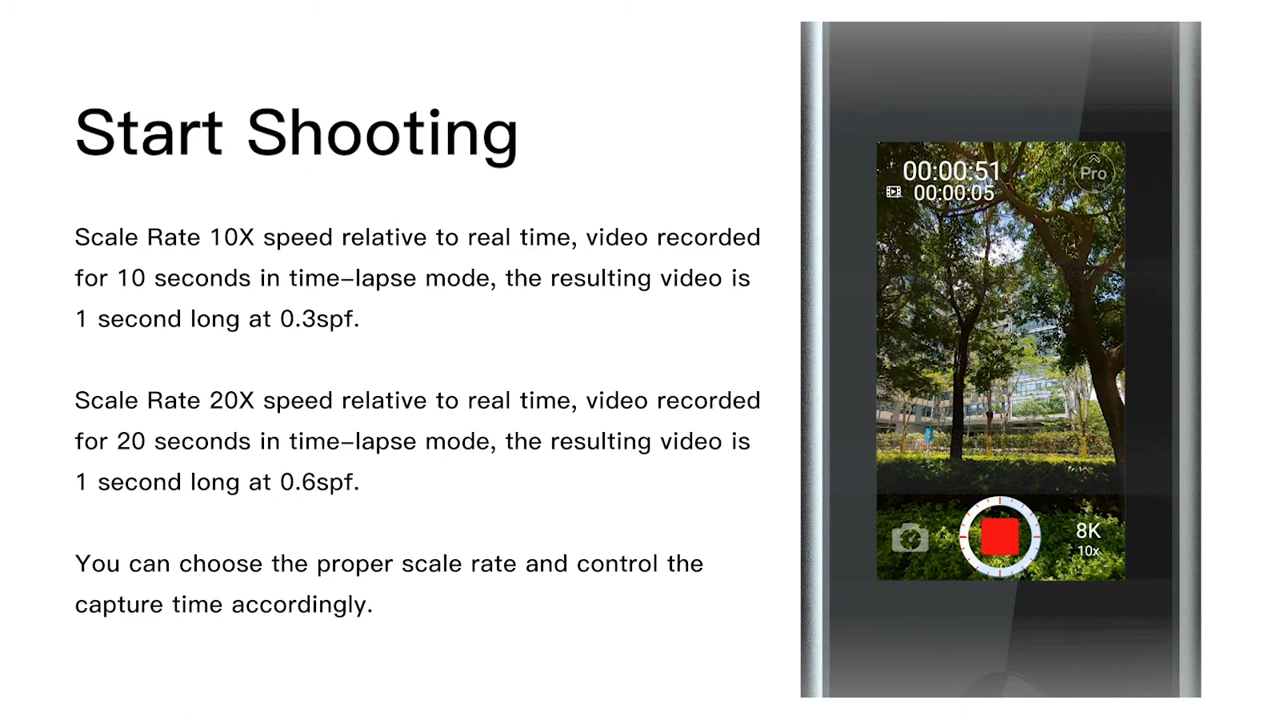 Start Shooting
Scale Rate 10X speed relative to real time, video recorded
for 10 seconds in time-lapse mode, the resulting video is
1 second long at 0.3spf.
Scale Rate 20X speed relative to real time, video recorded
for 20 seconds in time-lapse mode, the resulting video is
1 second long at 0.6spf.
You can choose the proper scale rate and control the
capture time accordingly.
00:00:51
00:00:05
Pro
8K
10x